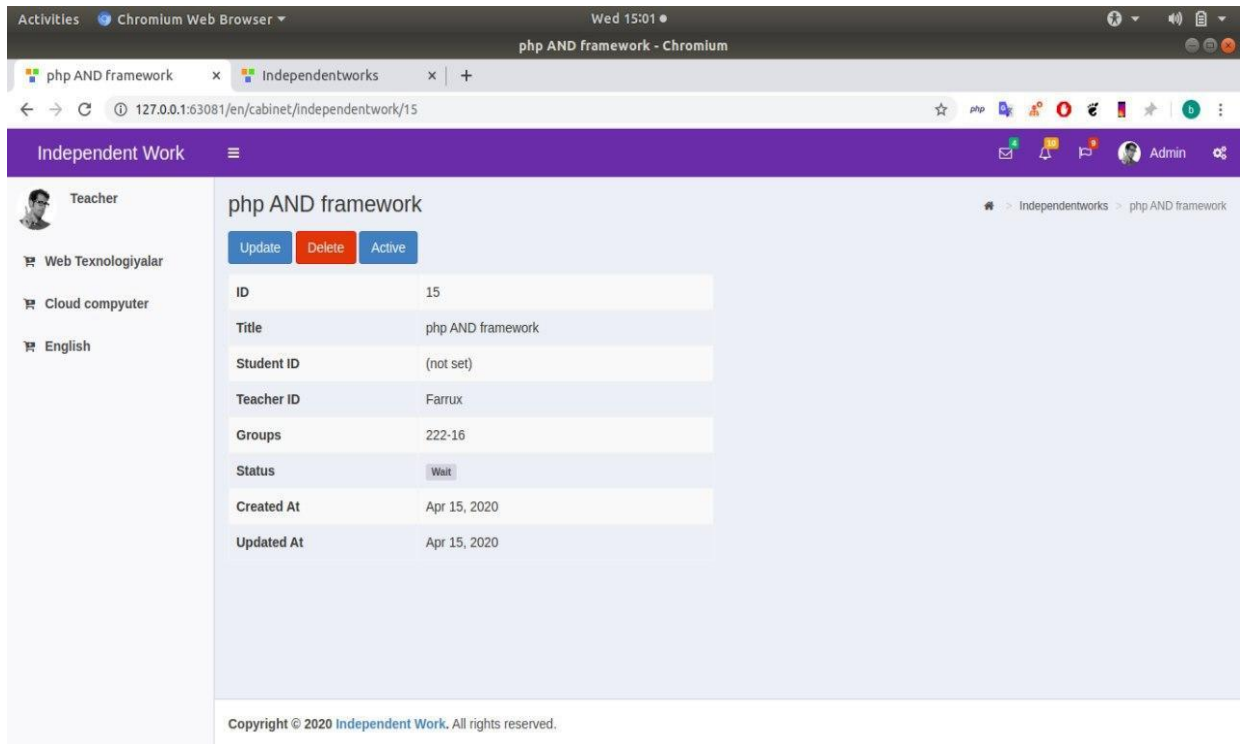 Activities Chromium Web Browser Wed 15:01
php AND framework - Chromium
php AND framework Independentworks
127.0.0.1:63081/en/cabinet/independentwork/15 php b
Independent Work 4 10 9 Admin
Teacher
Web Texnologiyalar
Cloud compyuter
English
php AND framework
Independentworks > php AND framework
Update Delete Active
ID 15
Title php AND framework
Student ID (not set)
Teacher ID Farrux
Groups 222-16
Status Wait
Created At Apr 15, 2020
Updated At Apr 15, 2020
Copyright © 2020 Independent Work. All rights reserved.